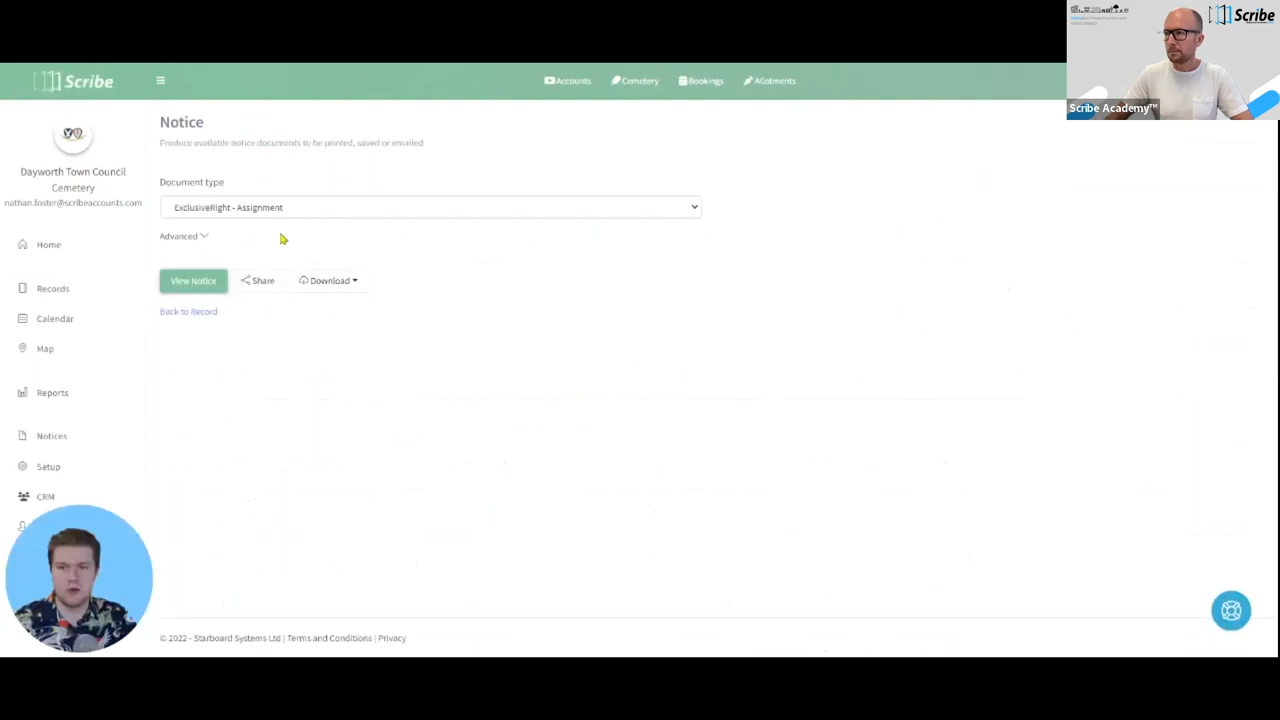 Scribe
Scribe Academy™
Scribe
Accounts
Cemetery
Bookings
Allotments
Dayworth Town Council
Cemetery
nathan.foster@scribeaccounts.com
Home
Records
Calendar
Map
Reports
Notices
Setup
CRM
Notice
Produce available notice documents to be printed, saved or emailed
Document type
ExclusiveRight - Assignment
Advanced
View Notice
Share
Download
Back to Record
© 2022 - Starboard Systems Ltd | Terms and Conditions | Privacy